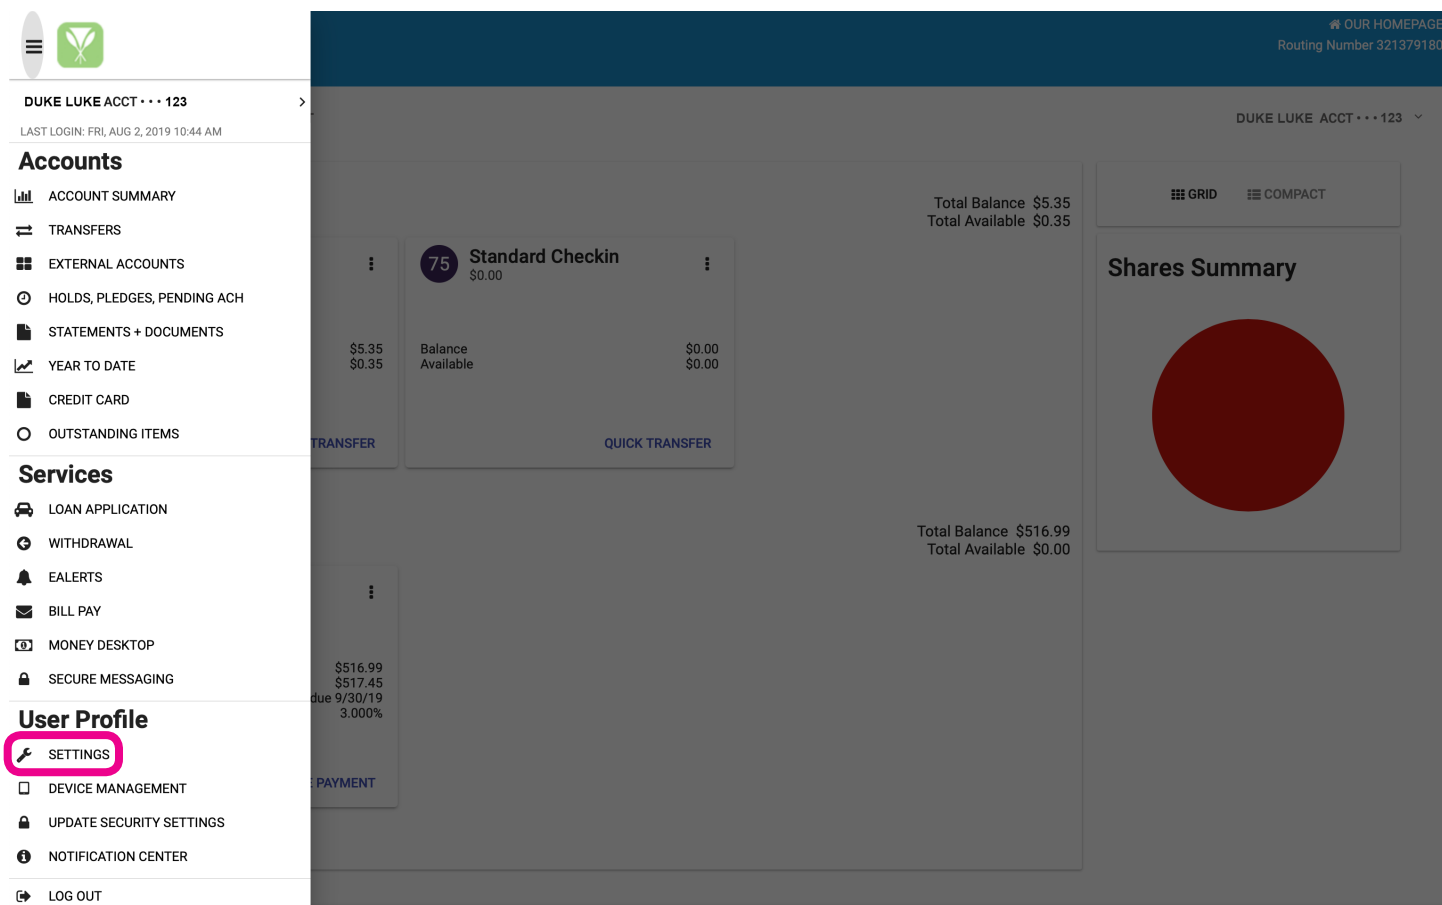 DUKE LUKE ACCT • • • 123
LAST LOGIN: FRI, AUG 2, 2019 10:44 AM
Accounts
ACCOUNT SUMMARY
TRANSFERS
EXTERNAL ACCOUNTS
HOLDS, PLEDGES, PENDING ACH
STATEMENTS + DOCUMENTS
YEAR TO DATE
CREDIT CARD
OUTSTANDING ITEMS
Services
LOAN APPLICATION
WITHDRAWAL
EALERTS
BILL PAY
MONEY DESKTOP
SECURE MESSAGING
User Profile
SETTINGS
DEVICE MANAGEMENT
UPDATE SECURITY SETTINGS
NOTIFICATION CENTER
LOG OUT
OUR HOMEPAGE
Routing Number 321379180
DUKE LUKE ACCT • • • 123
Total Balance $5.35
Total Available $0.35
$5.35
$0.35
TRANSFER
75 Standard Checkin
$0.00
Balance $0.00
Available $0.00
QUICK TRANSFER
Total Balance $516.99
Total Available $0.00
$516.99
$517.45
due 9/30/19
3.000%
PAYMENT
GRID COMPACT
Shares Summary